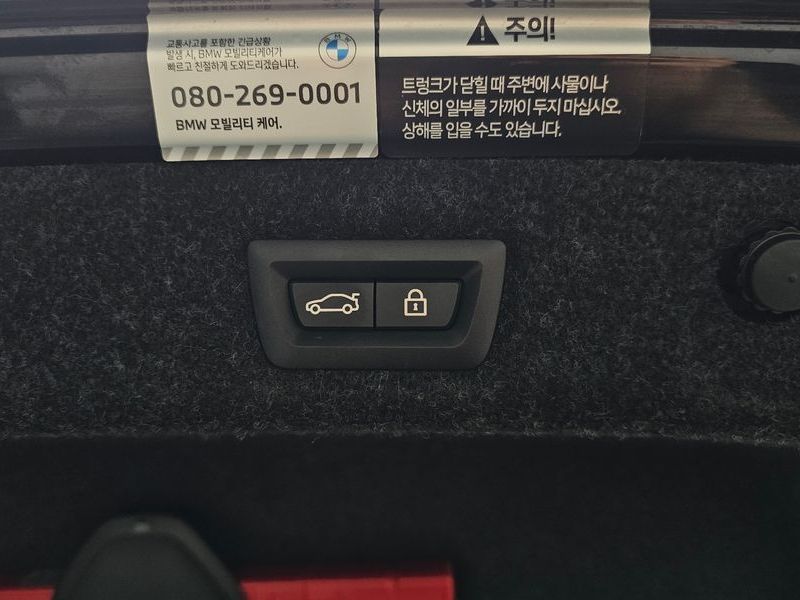 교통사고를 포함한 긴급상황
발생 시, BMW 모빌리티케어가
빠르고 친절하게 도와드리겠습니다.
BMW
080-269-0001
BMW 모빌리티 케어.
주의!
트렁크가 닫힐 때 주변에 사물이나
신체의 일부를 가까이 두지 마십시오.
상해를 입을 수도 있습니다.